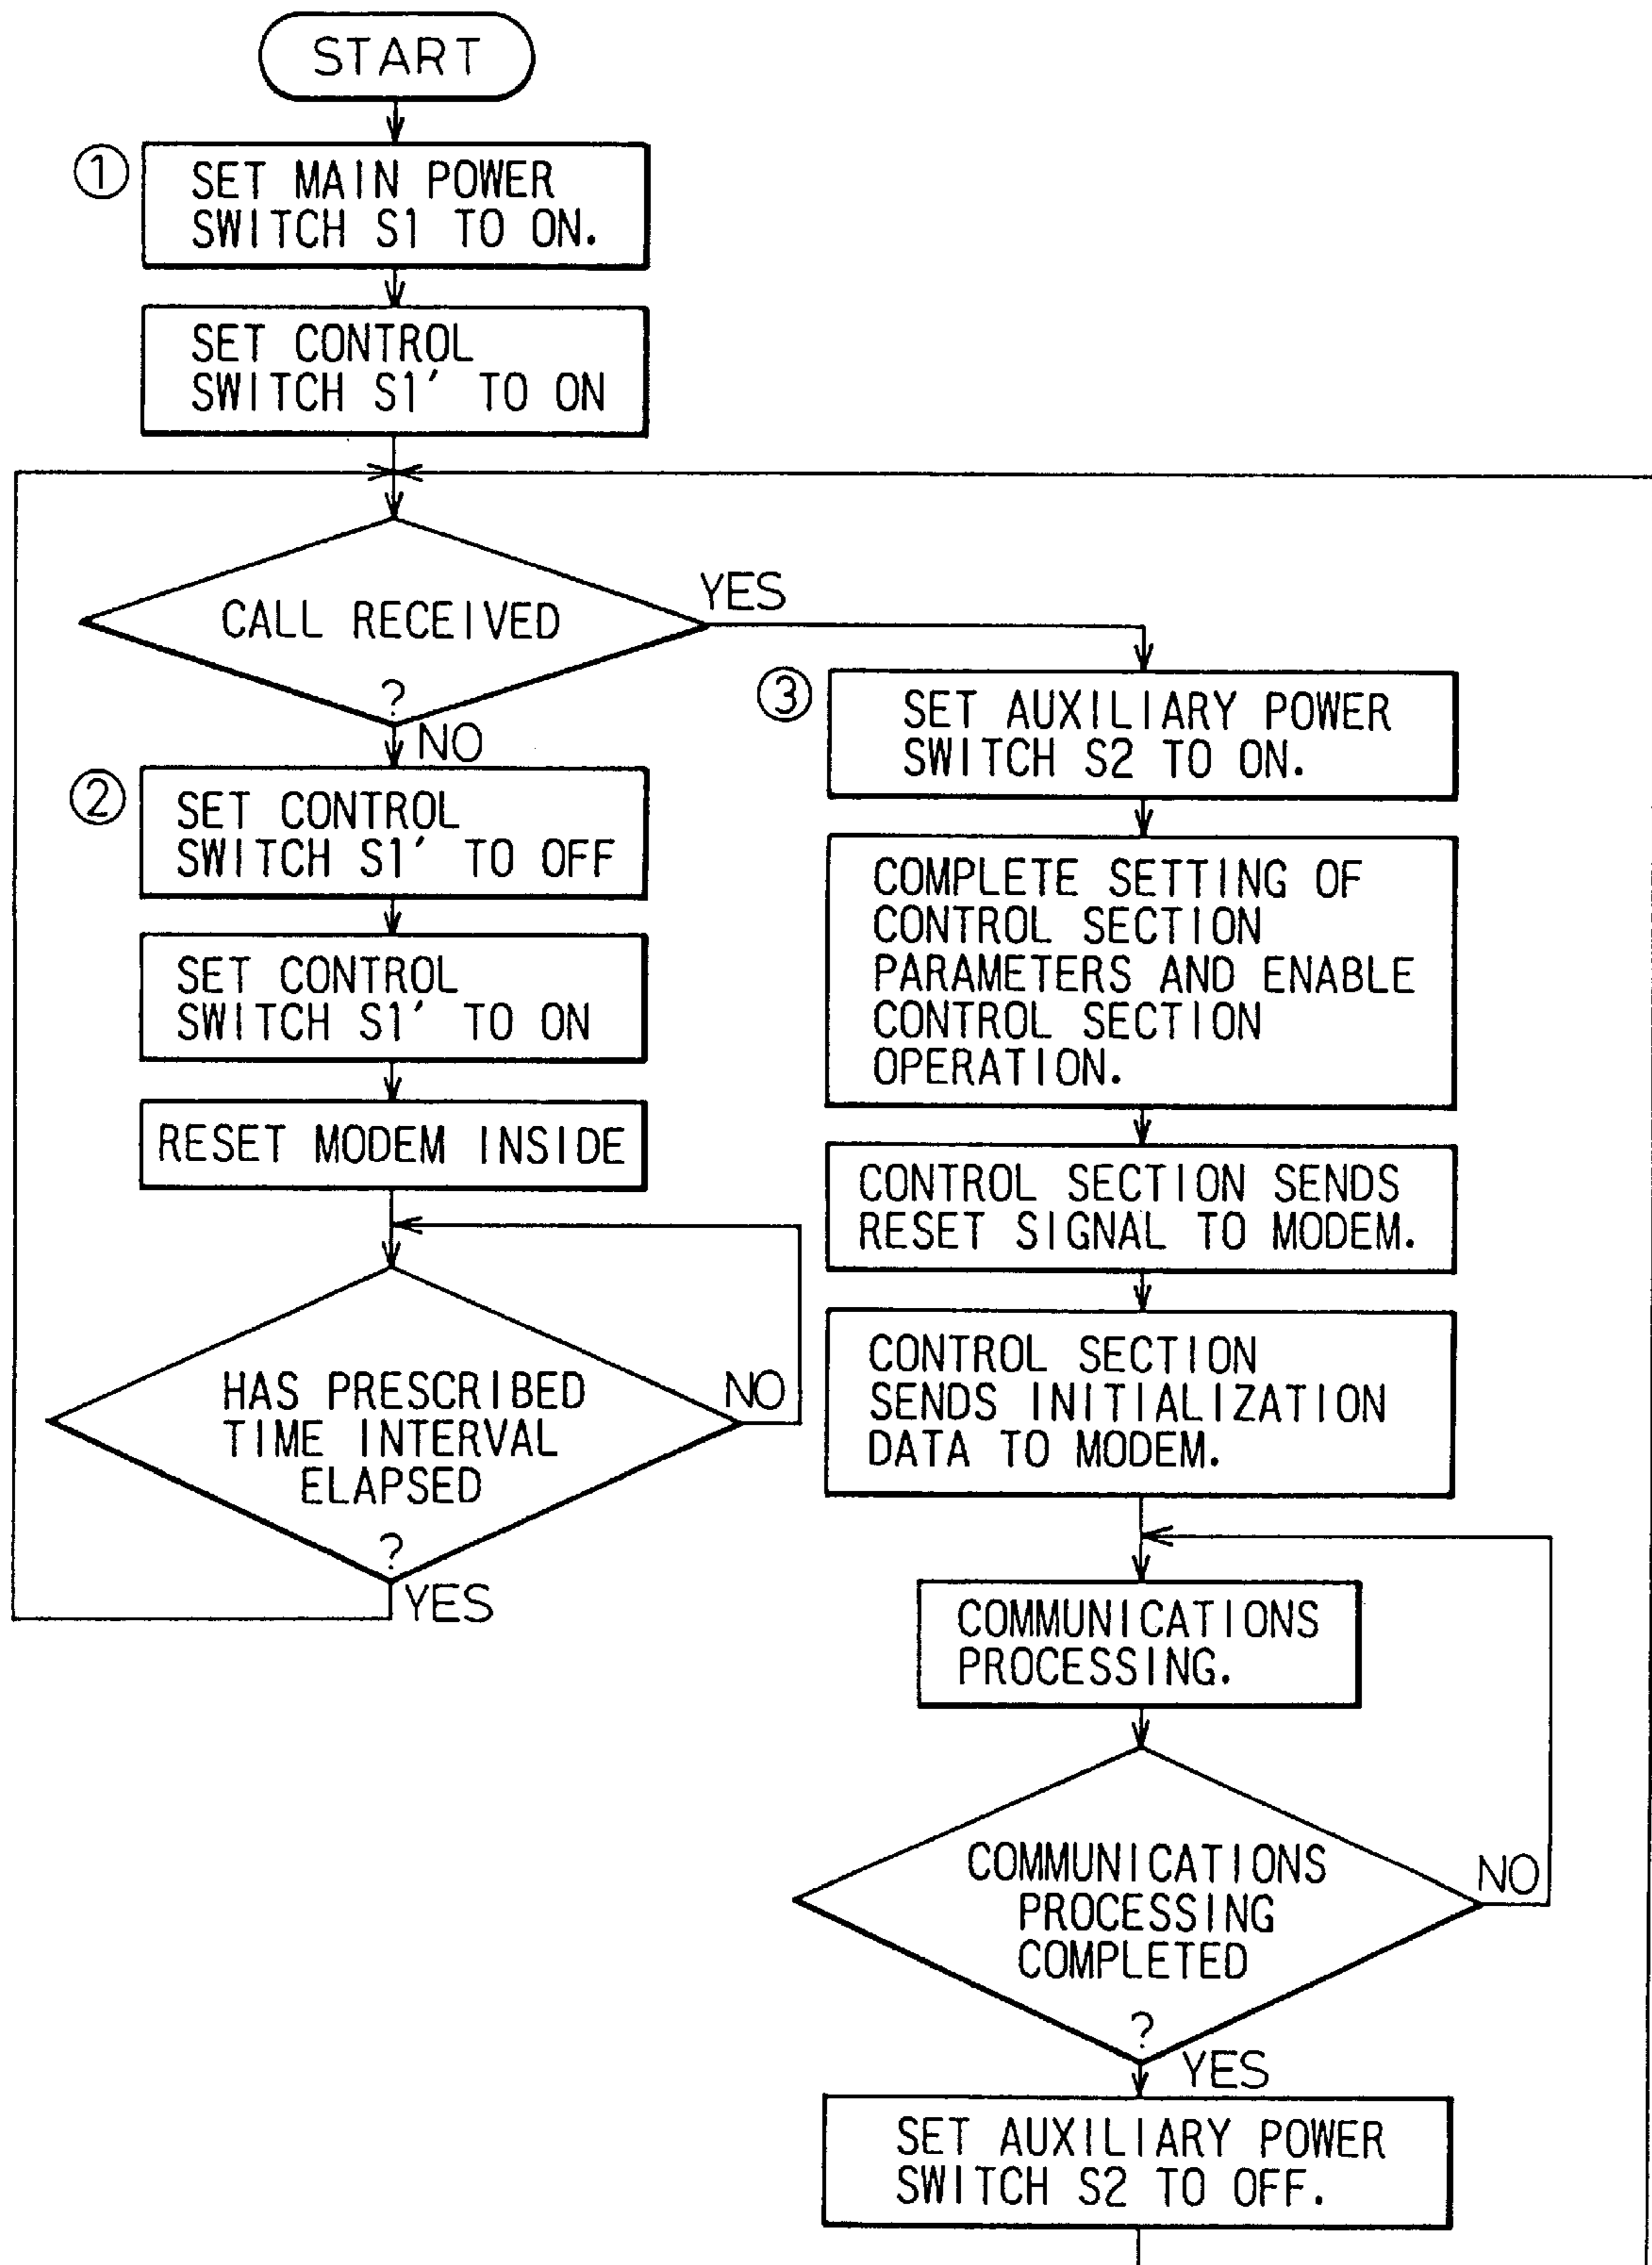 START
①
SET MAIN POWER
SWITCH S1 TO ON.
SET CONTROL
SWITCH S1′ TO ON
CALL RECEIVED
?
YES
NO
②
SET CONTROL
SWITCH S1′ TO OFF
SET CONTROL
SWITCH S1′ TO ON
RESET MODEM INSIDE
HAS PRESCRIBED
TIME INTERVAL
ELAPSED
?
NO
YES
③
SET AUXILIARY POWER
SWITCH S2 TO ON.
COMPLETE SETTING OF
CONTROL SECTION
PARAMETERS AND ENABLE
CONTROL SECTION
OPERATION.
CONTROL SECTION SENDS
RESET SIGNAL TO MODEM.
CONTROL SECTION
SENDS INITIALIZATION
DATA TO MODEM.
COMMUNICATIONS
PROCESSING.
COMMUNICATIONS
PROCESSING
COMPLETED
?
NO
YES
SET AUXILIARY POWER
SWITCH S2 TO OFF.